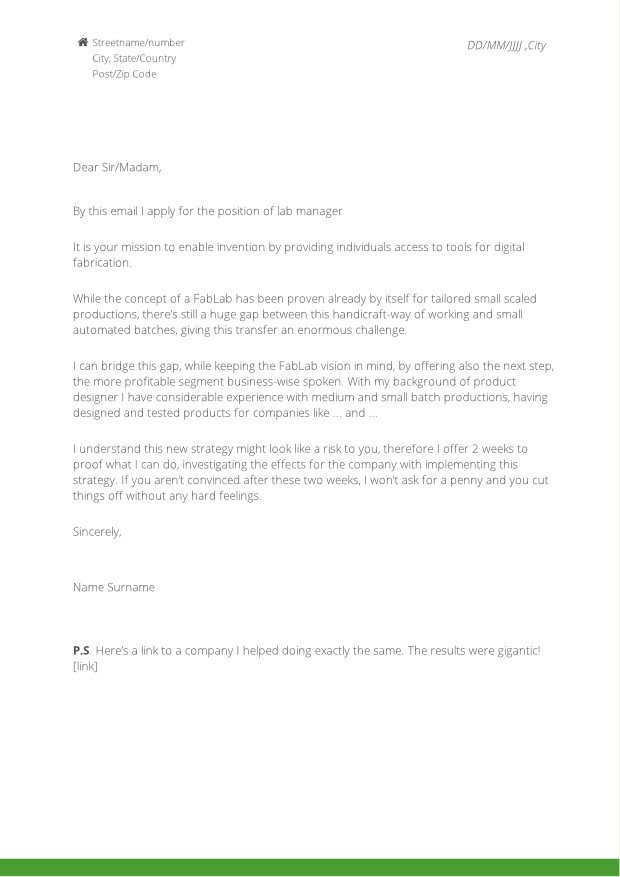 Streetname/number
City, State/Country
Post/Zip Code
DD/MM/JJJJ ,City
Dear Sir/Madam,
By this email I apply for the position of lab manager
It is your mission to enable invention by providing individuals access to tools for digital
fabrication.
While the concept of a FabLab has been proven already by itself for tailored small scaled
productions, there's still a huge gap between this handicraft-way of working and small
automated batches, giving this transfer an enormous challenge.
I can bridge this gap, while keeping the FabLab vision in mind, by offering also the next step,
the more profitable segment business-wise spoken. With my background of product
designer I have considerable experience with medium and small batch productions, having
designed and tested products for companies like ... and ...
I understand this new strategy might look like a risk to you, therefore I offer 2 weeks to
proof what I can do, investigating the effects for the company with implementing this
strategy. If you aren't convinced after these two weeks, I won't ask for a penny and you cut
things off without any hard feelings.
Sincerely,
Name Surname
P.S. Here's a link to a company I helped doing exactly the same. The results were gigantic!
[link]